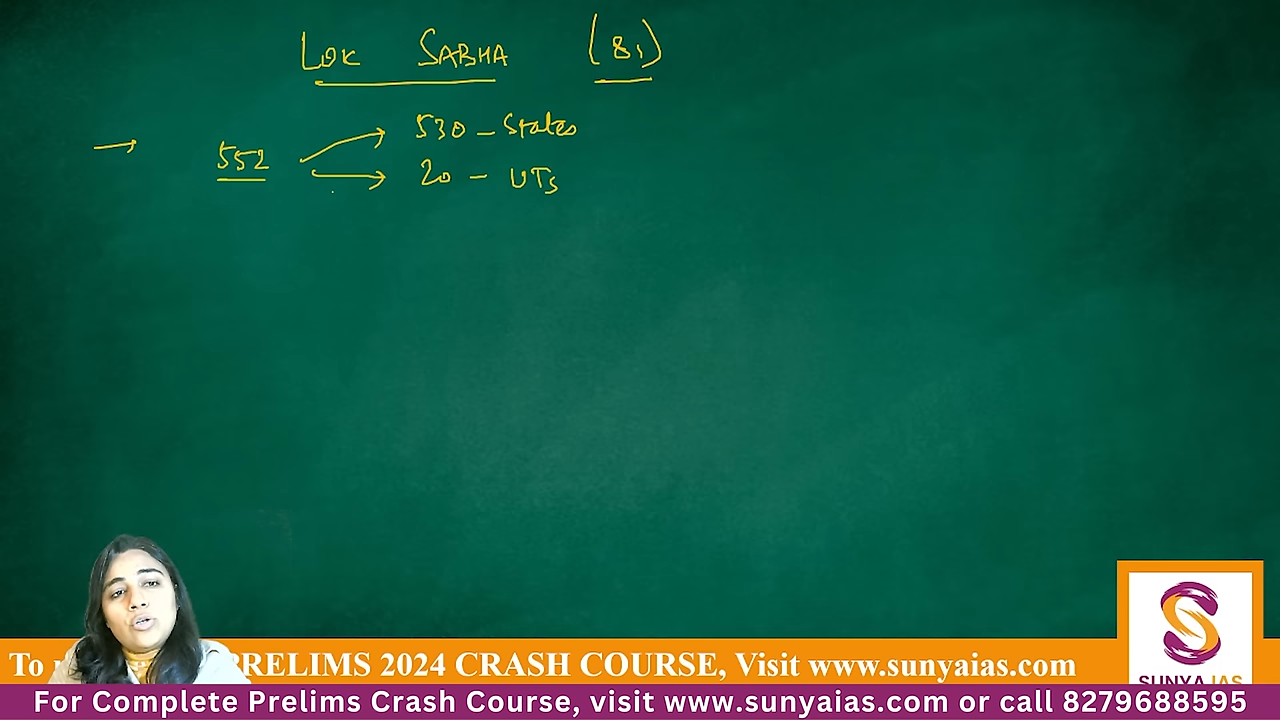 LOK SABHA (81)
→ 552 → 530 - States
→ 20 - UTs
To PRELIMS 2024 CRASH COURSE, Visit www.sunyaias.com
SUNYA IAS
For Complete Prelims Crash Course, visit www.sunyaias.com or call 8279688595